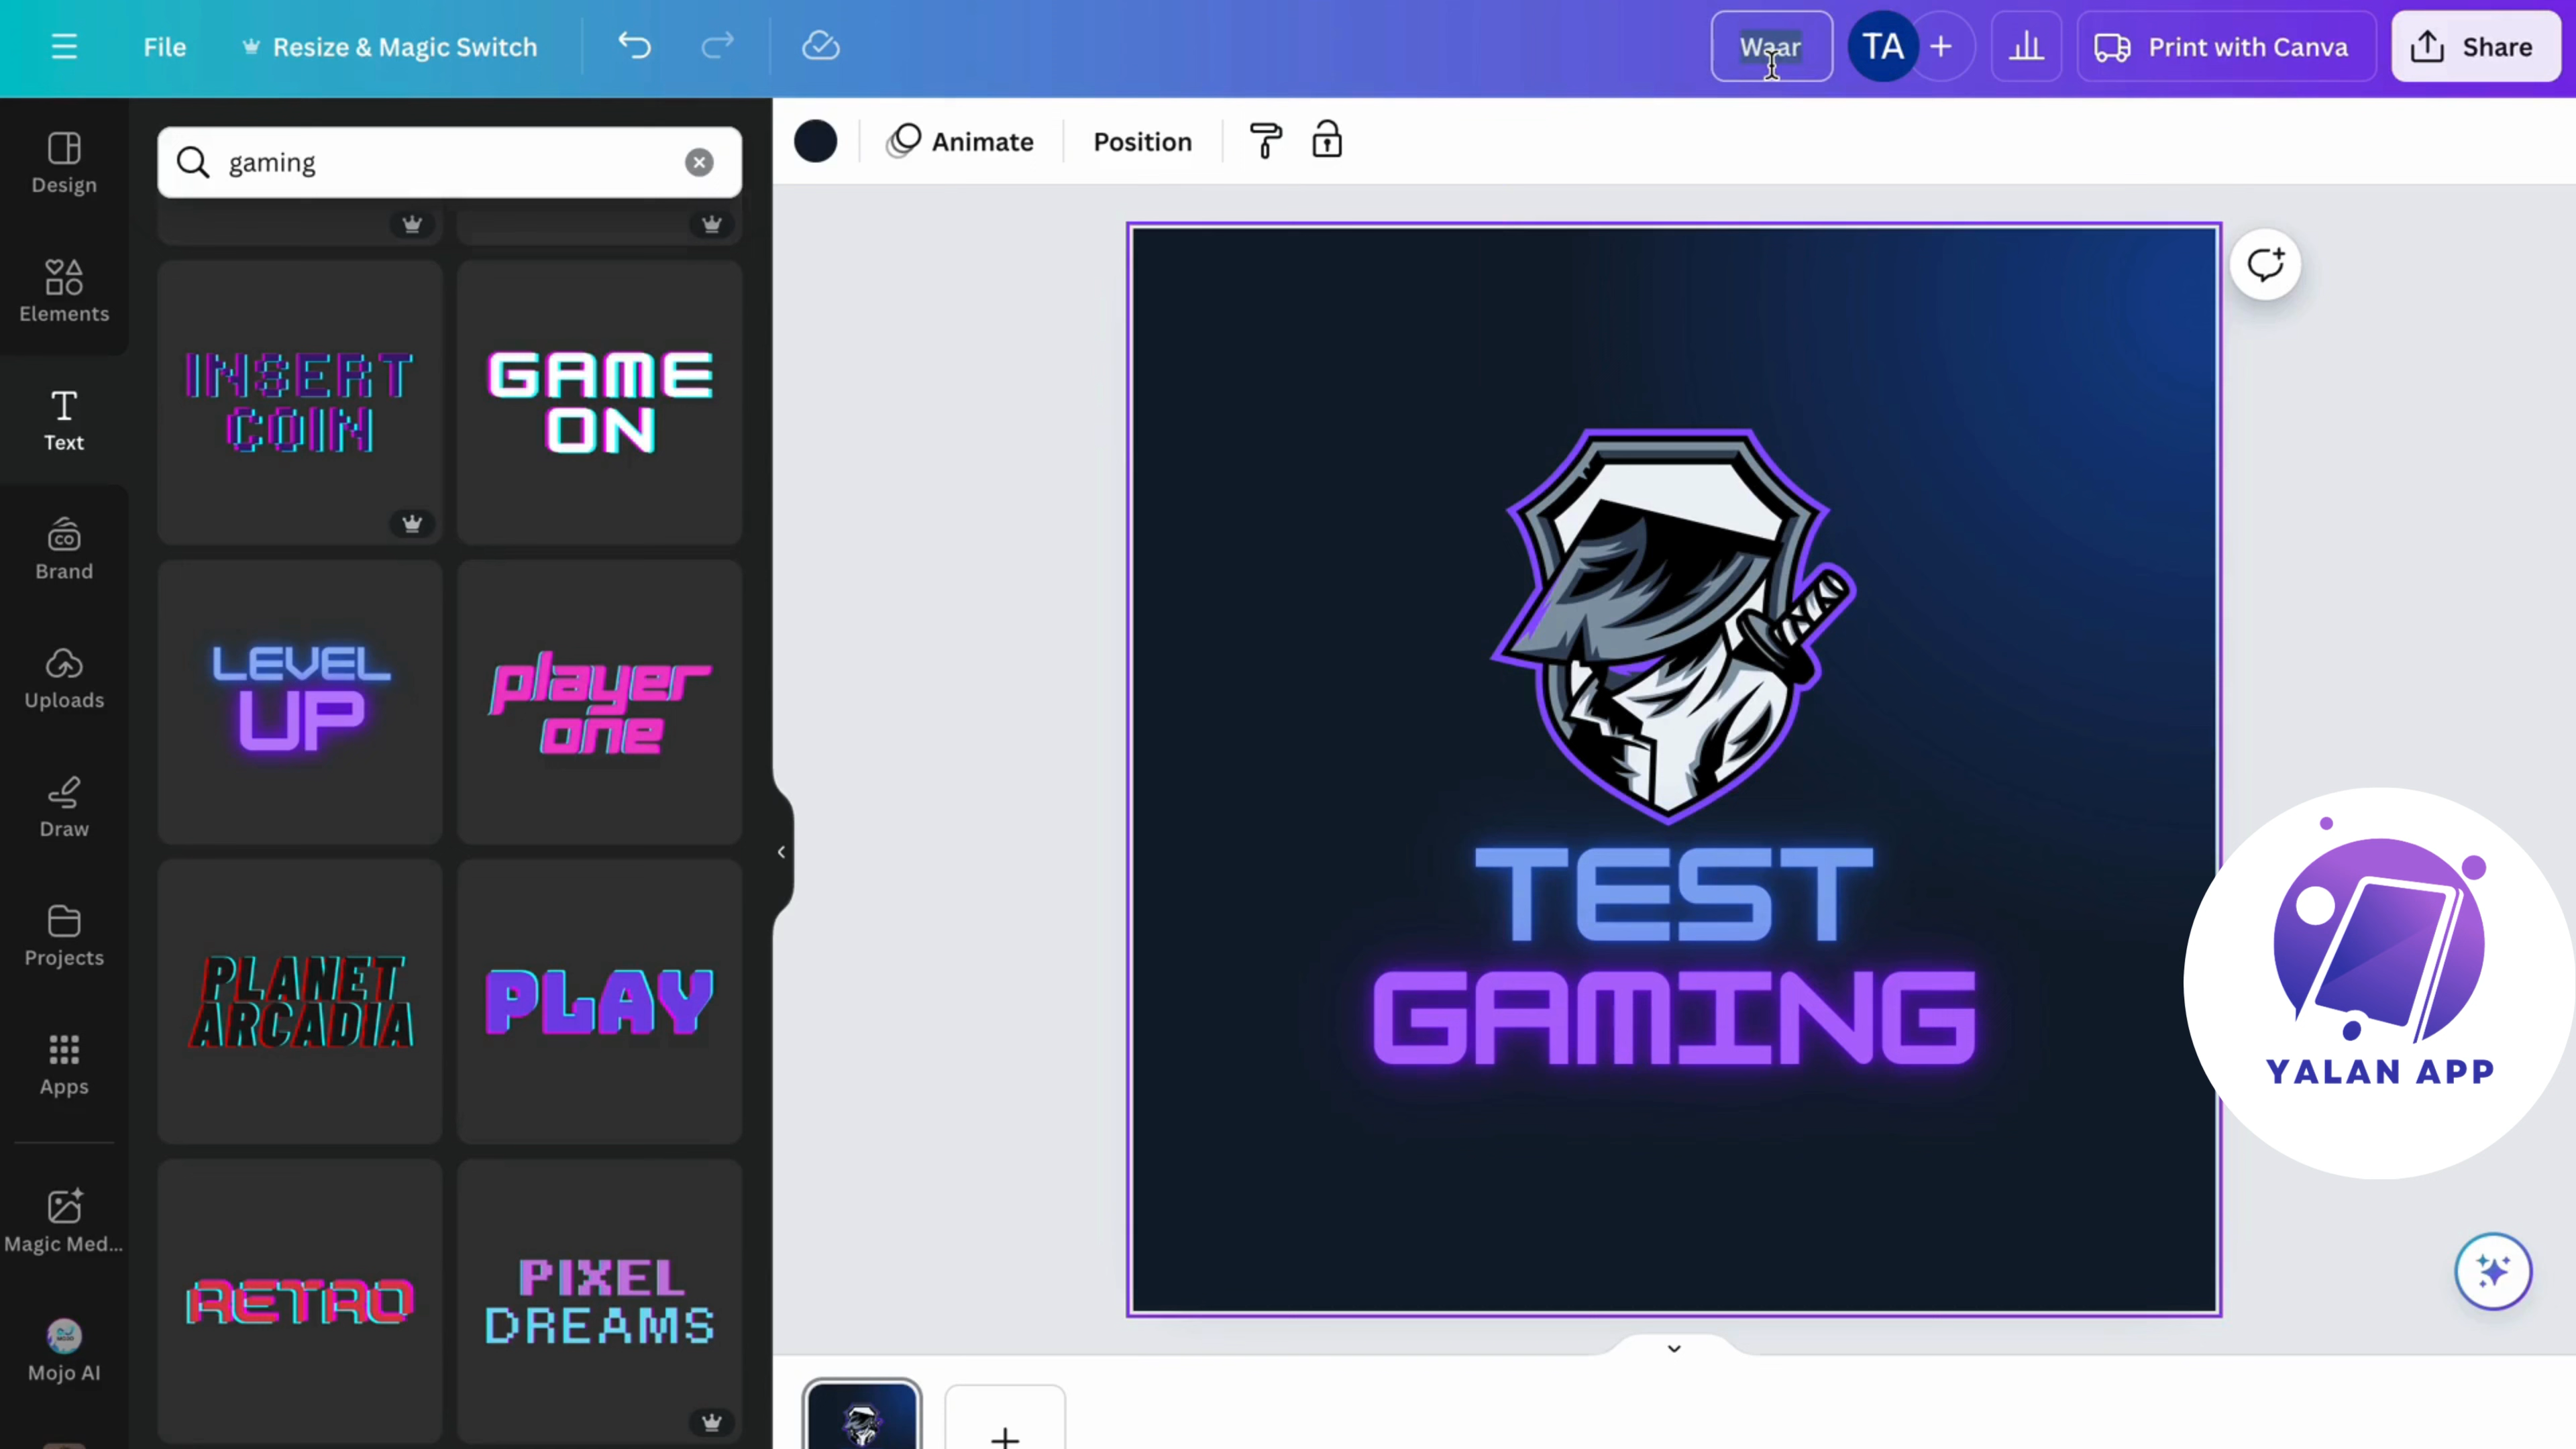 File
Resize & Magic Switch
Waar
TA
Print with Canva
Share
Design
Elements
Text
Brand
Uploads
Draw
Projects
Apps
Magic Med...
Mojo AI
CO
gaming
INSERT
COIN
GAME
ON
LEVEL
UP
player
one
PLANET
ARCADIA
PLAY
RETRO
PIXEL
DREAMS
Animate
Position
TEST
GAMING
YALAN APP